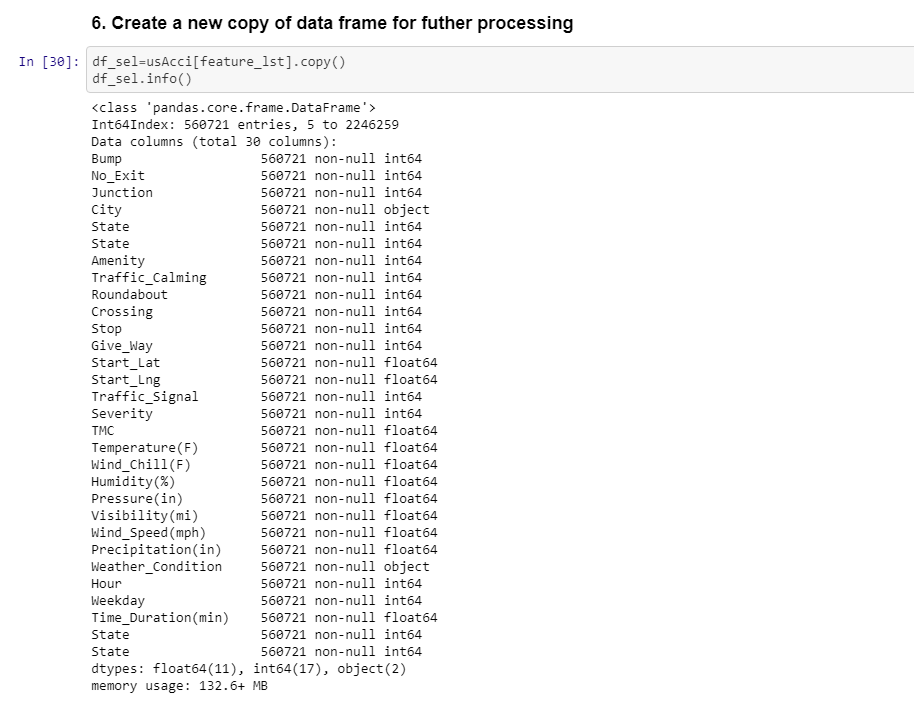 6. Create a new copy of data frame for futher processing
In [30]: df_sel=usAcci[feature_lst].copy()
df_sel.info()
<class 'pandas.core.frame.DataFrame'>
Int64Index: 560721 entries, 5 to 2246259
Data columns (total 30 columns):
Bump                  560721 non-null int64
No_Exit               560721 non-null int64
Junction              560721 non-null int64
City                  560721 non-null object
State                 560721 non-null int64
State                 560721 non-null int64
Amenity               560721 non-null int64
Traffic_Calming       560721 non-null int64
Roundabout            560721 non-null int64
Crossing              560721 non-null int64
Stop                  560721 non-null int64
Give_Way              560721 non-null int64
Start_Lat             560721 non-null float64
Start_Lng             560721 non-null float64
Traffic_Signal        560721 non-null int64
Severity              560721 non-null int64
TMC                   560721 non-null float64
Temperature(F)        560721 non-null float64
Wind_Chill(F)         560721 non-null float64
Humidity(%)           560721 non-null float64
Pressure(in)          560721 non-null float64
Visibility(mi)        560721 non-null float64
Wind_Speed(mph)       560721 non-null float64
Precipitation(in)     560721 non-null float64
Weather_Condition     560721 non-null object
Hour                  560721 non-null int64
Weekday               560721 non-null int64
Time_Duration(min)    560721 non-null float64
State                 560721 non-null int64
State                 560721 non-null int64
dtypes: float64(11), int64(17), object(2)
memory usage: 132.6+ MB